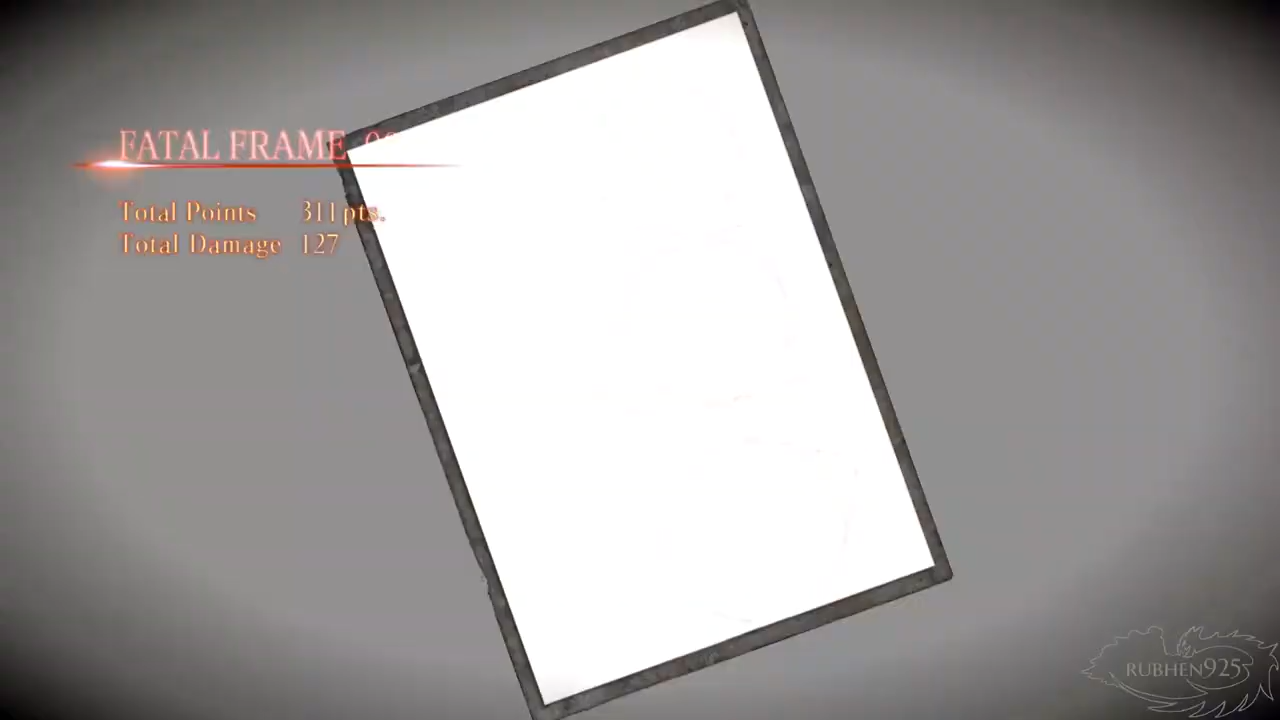 FATAL FRAME
Total Points 311 pts.
Total Damage 127
RUBHEN925